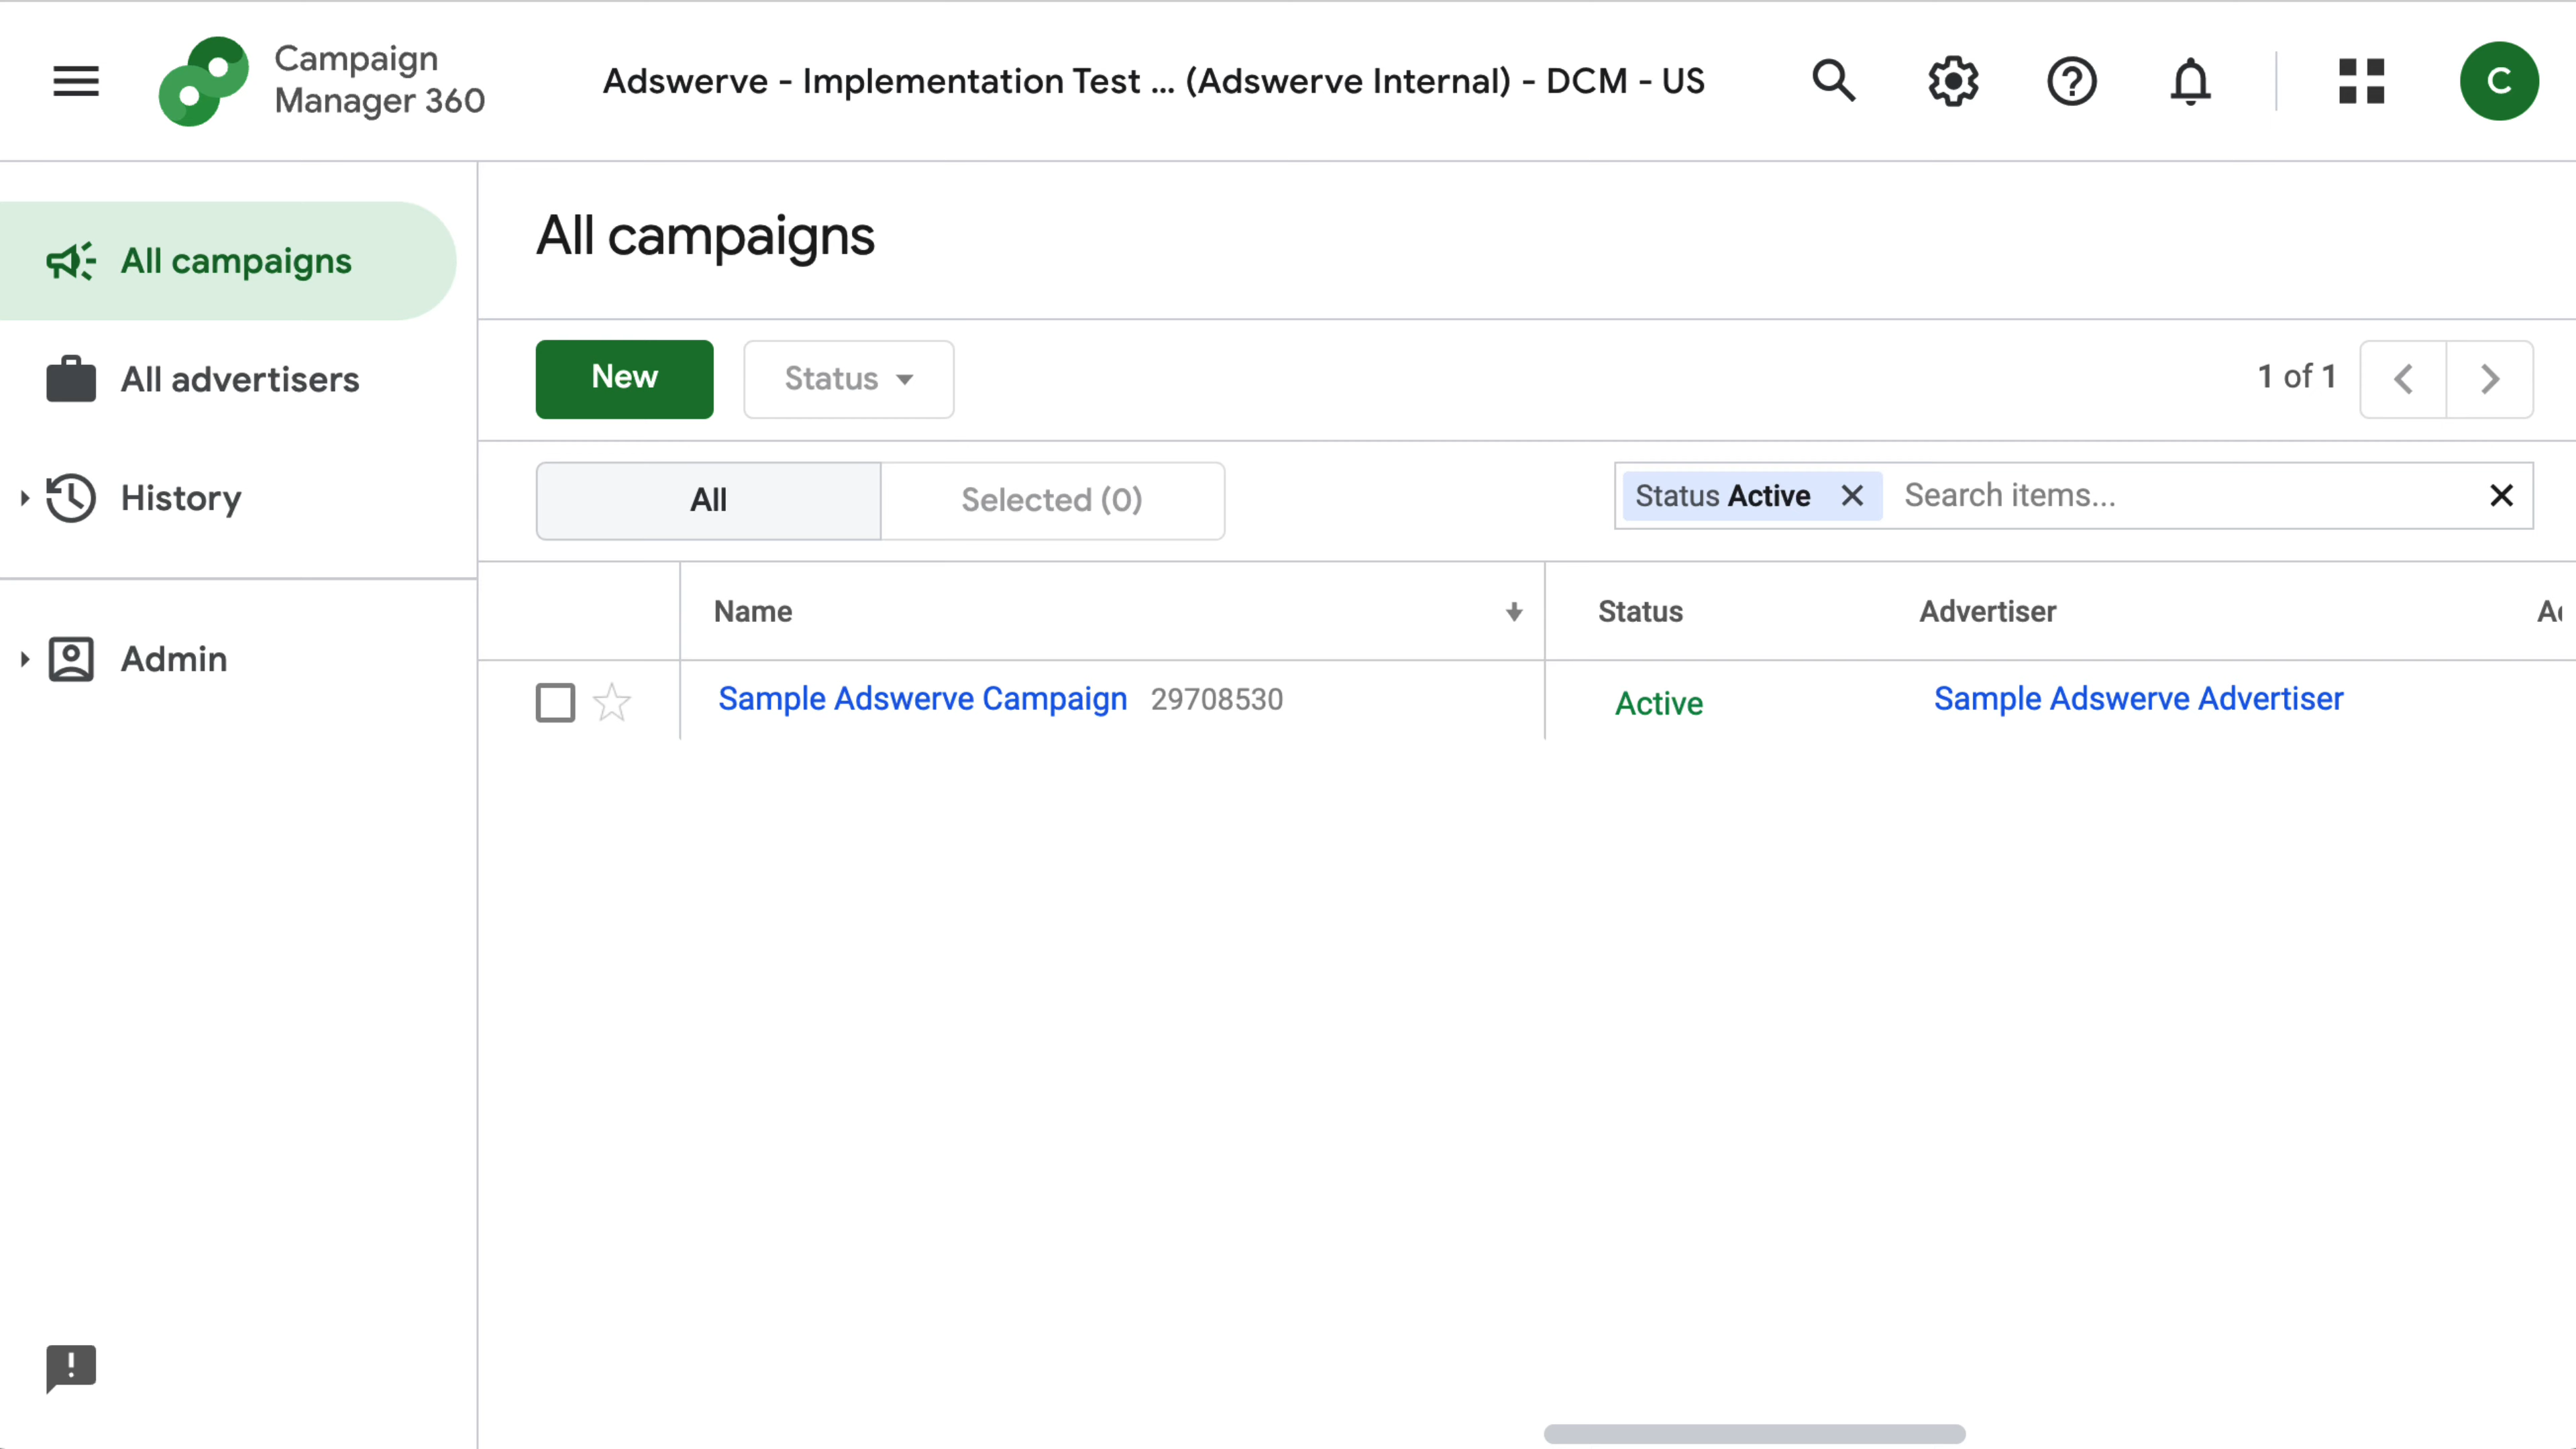 Campaign
Manager 360
Adswerve - Implementation Test ... (Adswerve Internal) - DCM - US
C
All campaigns
All advertisers
History
Admin
All campaigns
New
Status
1 of 1
All
Selected (0)
Status Active
Search items...
Name
Status
Advertiser
Sample Adswerve Campaign 29708530
Active
Sample Adswerve Advertiser